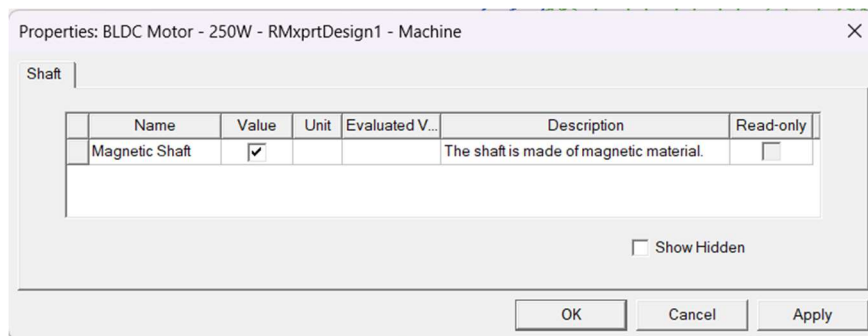 Properties: BLDC Motor - 250W - RMxprtDesign1 - Machine
Shaft
Name Value Unit Evaluated V... Description Read-only
Magnetic Shaft The shaft is made of magnetic material.
Show Hidden
OK Cancel Apply